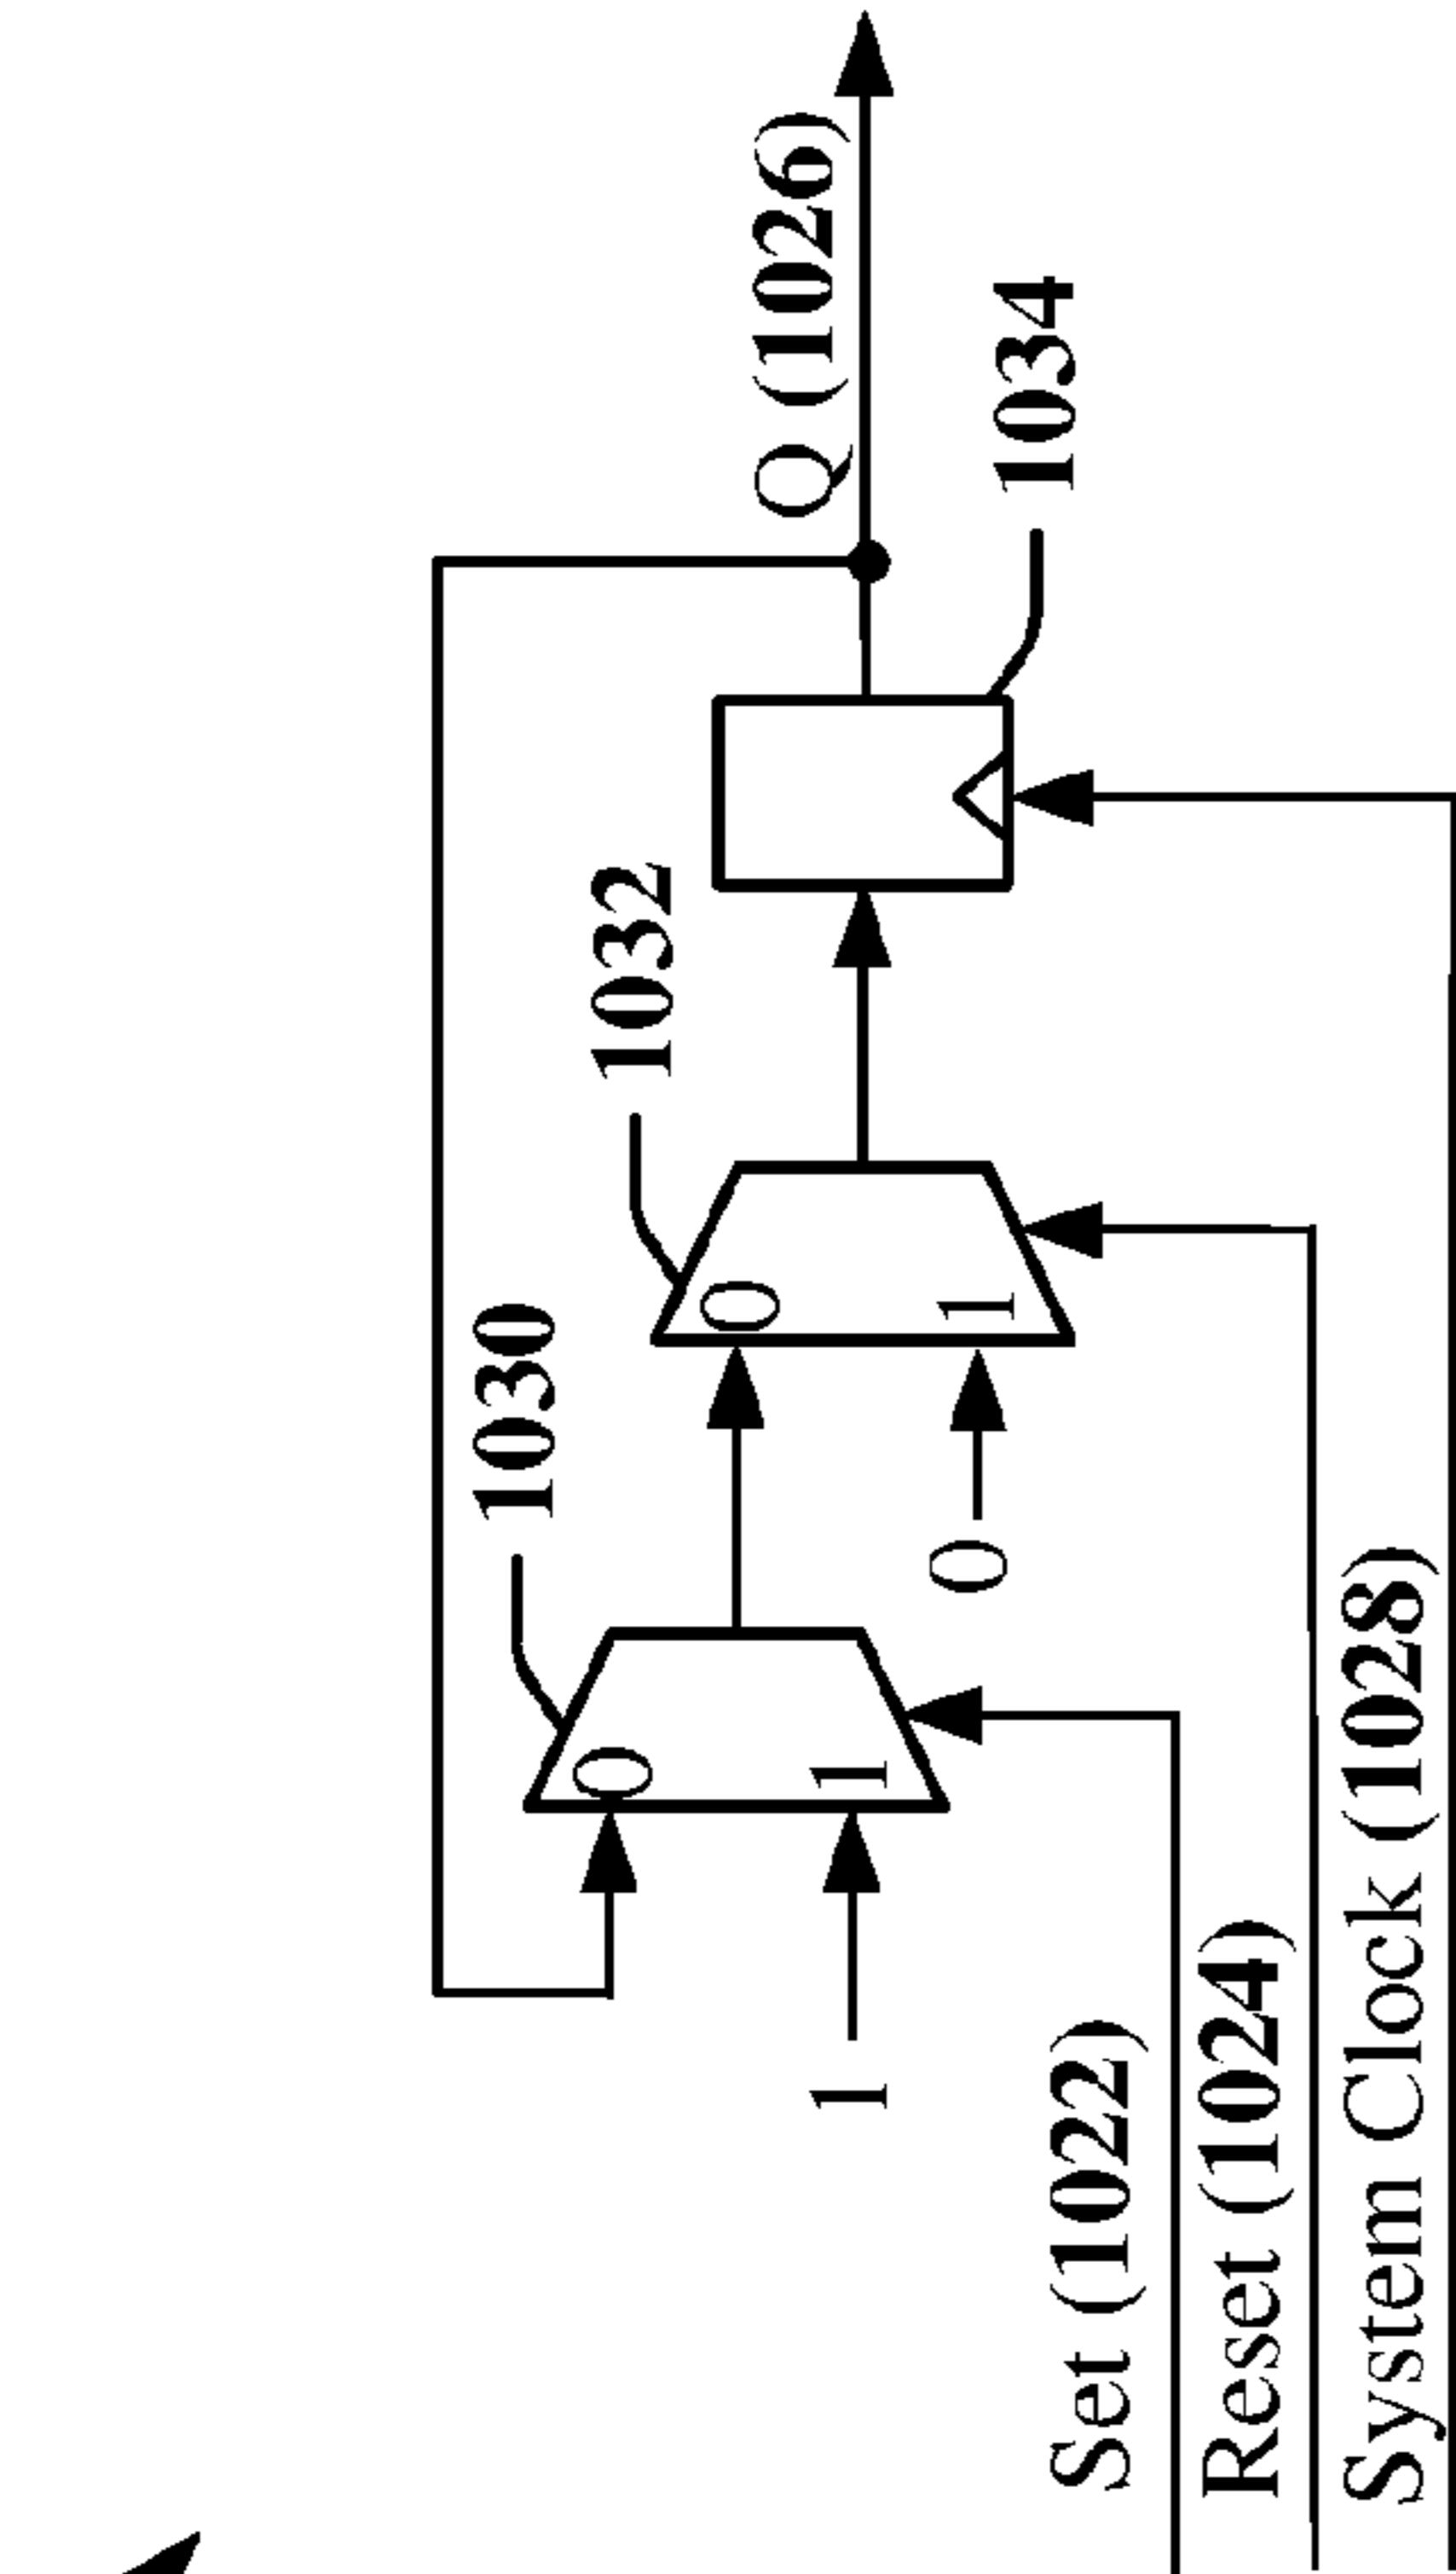 Q (1026)
1034
1032
1030
0
1
0
1
0
1
Set (1022)
Reset (1024)
System Clock (1028)